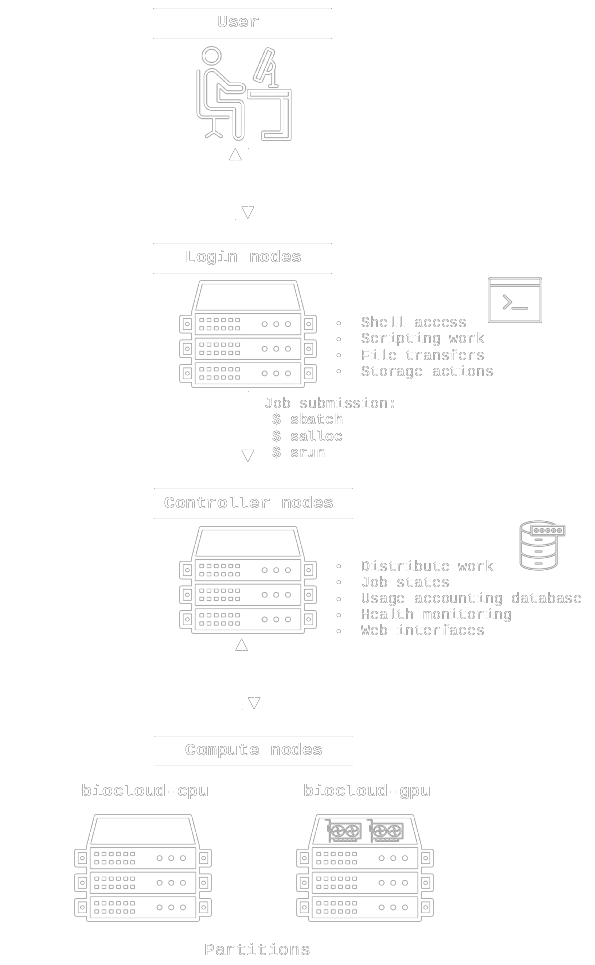 User
Login nodes
• Shell access
• Scripting work
• File transfers
• Storage actions
Job submission:
$ sbatch
$ salloc
$ srun
Controller nodes
• Distribute work
• Job states
• Usage accounting database
• Health monitoring
• Web interfaces
Compute nodes
biocloud-cpu biocloud-gpu
Partitions